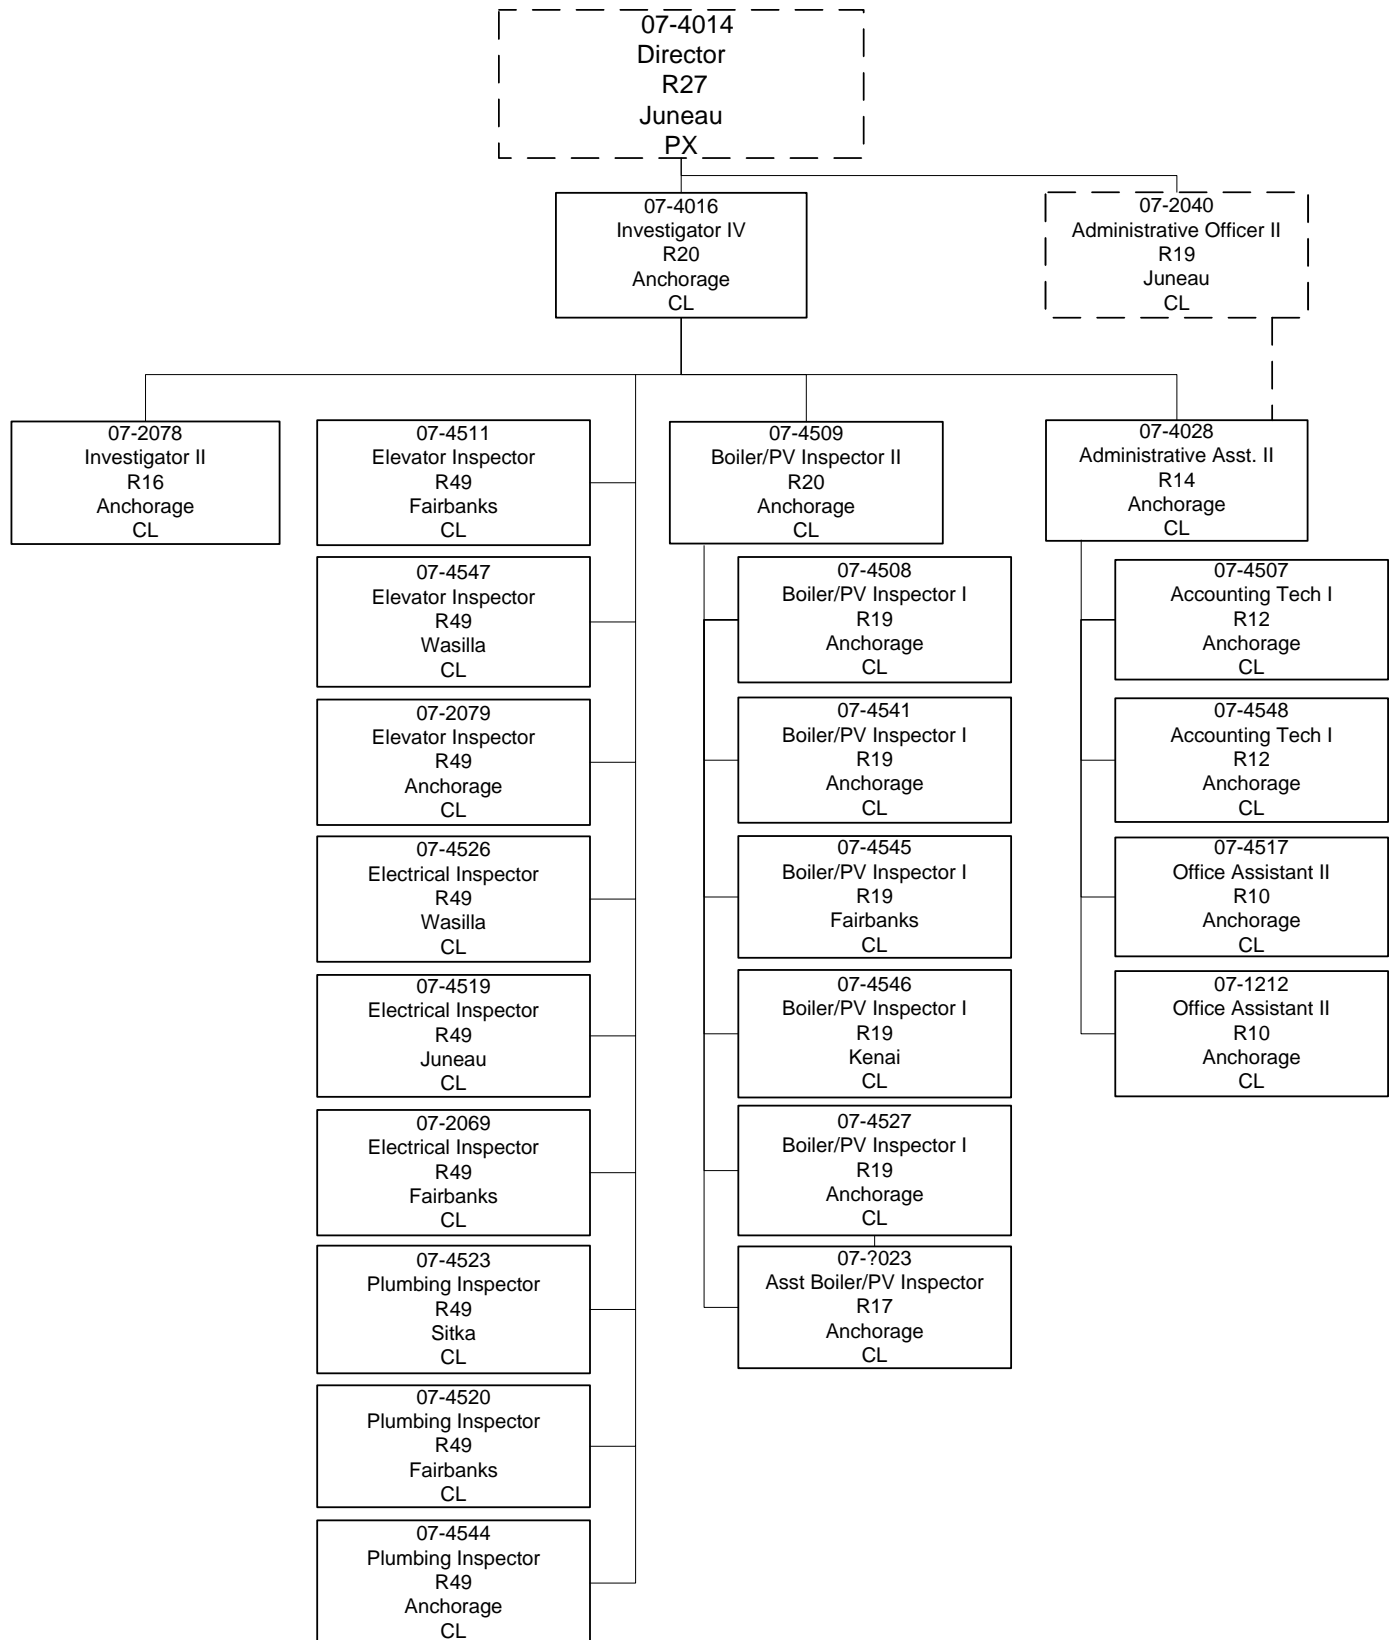 07-4014
Director
R27
Juneau
PX
07-4016
Investigator IV
R20
Anchorage
CL
07-2040
Administrative Officer II
R19
Juneau
CL
07-2078
Investigator II
R16
Anchorage
CL
07-4511
Elevator Inspector
R49
Fairbanks
CL
07-4547
Elevator Inspector
R49
Wasilla
CL
07-2079
Elevator Inspector
R49
Anchorage
CL
07-4526
Electrical Inspector
R49
Wasilla
CL
07-4519
Electrical Inspector
R49
Juneau
CL
07-2069
Electrical Inspector
R49
Fairbanks
CL
07-4523
Plumbing Inspector
R49
Sitka
CL
07-4520
Plumbing Inspector
R49
Fairbanks
CL
07-4544
Plumbing Inspector
R49
Anchorage
CL
07-4509
Boiler/PV Inspector II
R20
Anchorage
CL
07-4508
Boiler/PV Inspector I
R19
Anchorage
CL
07-4541
Boiler/PV Inspector I
R19
Anchorage
CL
07-4545
Boiler/PV Inspector I
R19
Fairbanks
CL
07-4546
Boiler/PV Inspector I
R19
Kenai
CL
07-4527
Boiler/PV Inspector I
R19
Anchorage
CL
07-?023
Asst Boiler/PV Inspector
R17
Anchorage
CL
07-4028
Administrative Asst. II
R14
Anchorage
CL
07-4507
Accounting Tech I
R12
Anchorage
CL
07-4548
Accounting Tech I
R12
Anchorage
CL
07-4517
Office Assistant II
R10
Anchorage
CL
07-1212
Office Assistant II
R10
Anchorage
CL